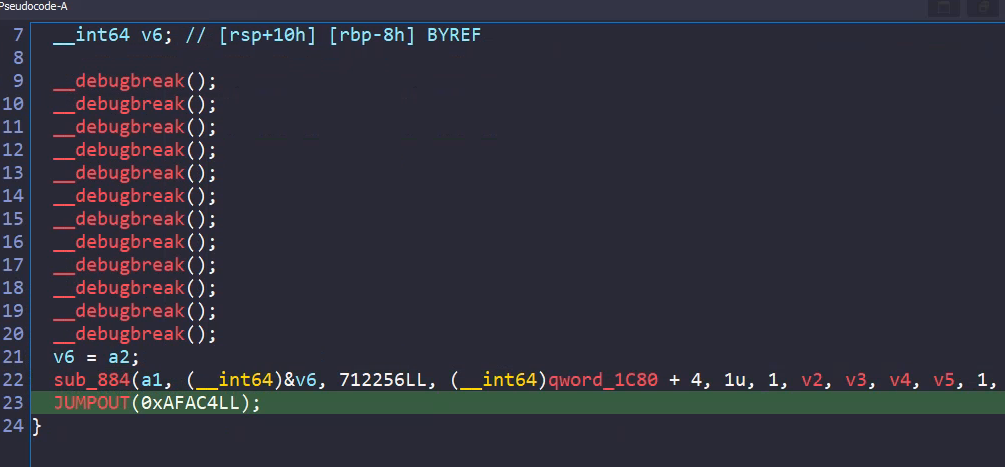 Pseudocode-A
7 __int64 v6; // [rsp+10h] [rbp-8h] BYREF
8
9 __debugbreak();
10 __debugbreak();
11 __debugbreak();
12 __debugbreak();
13 __debugbreak();
14 __debugbreak();
15 __debugbreak();
16 __debugbreak();
17 __debugbreak();
18 __debugbreak();
19 __debugbreak();
20 __debugbreak();
21 v6 = a2;
22 sub_884(a1, (__int64)&v6, 712256LL, (__int64)qword_1C80 + 4, 1u, 1, v2, v3, v4, v5, 1,
23 JUMPOUT(0xAFAC4LL);
24 }